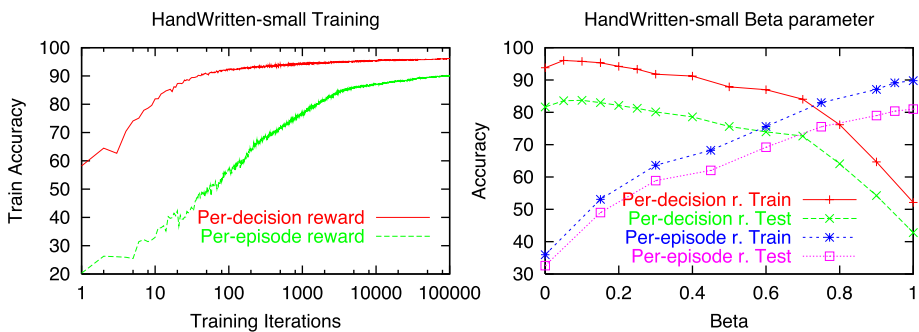 HandWritten-small Training
Train Accuracy
100
90
80
70
60
50
40
30
20
Per-decision reward
Per-episode reward
1 10 100 1000 10000 100000
Training Iterations
HandWritten-small Beta parameter
Accuracy
100
90
80
70
60
50
40
30
Per-decision r. Train
Per-decision r. Test
Per-episode r. Train
Per-episode r. Test
0 0.2 0.4 0.6 0.8 1
Beta